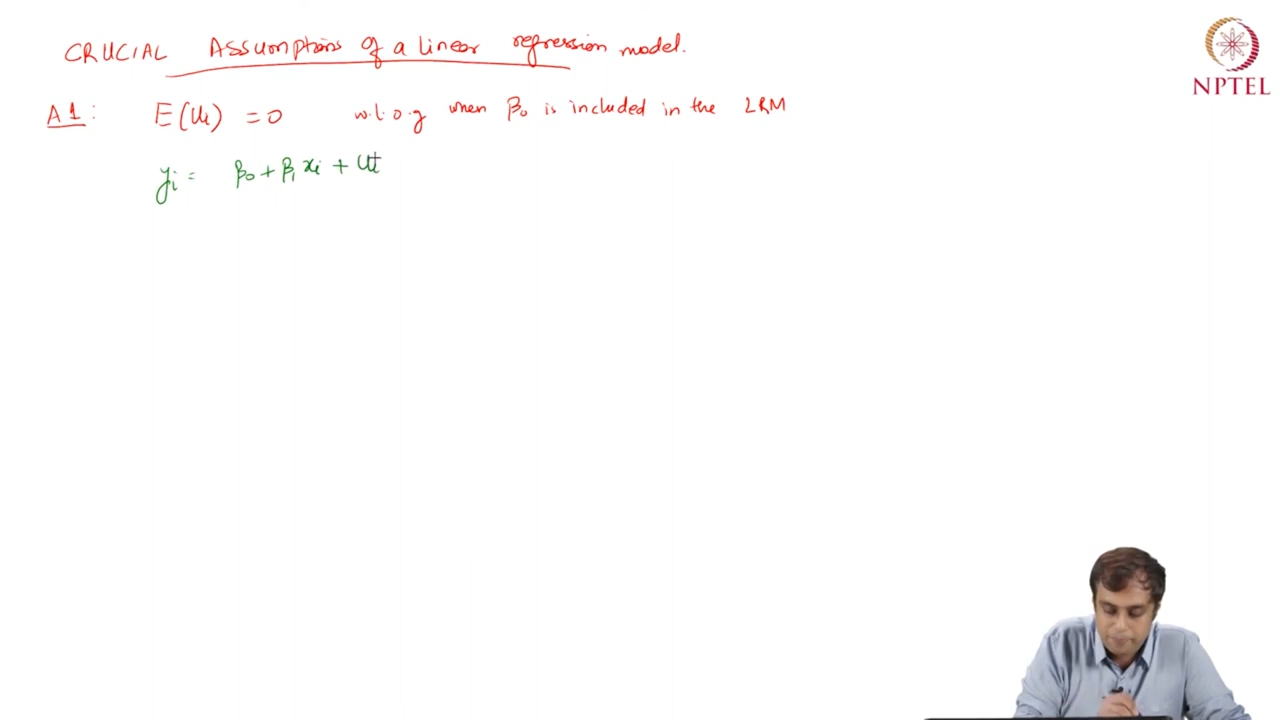 CRUCIAL Assumptions of a linear regression model.
NPTEL
A1: E(Ui) = 0 w.l.o.g when β0 is included in the LRM
yi = β0 + β1 xi + Ui